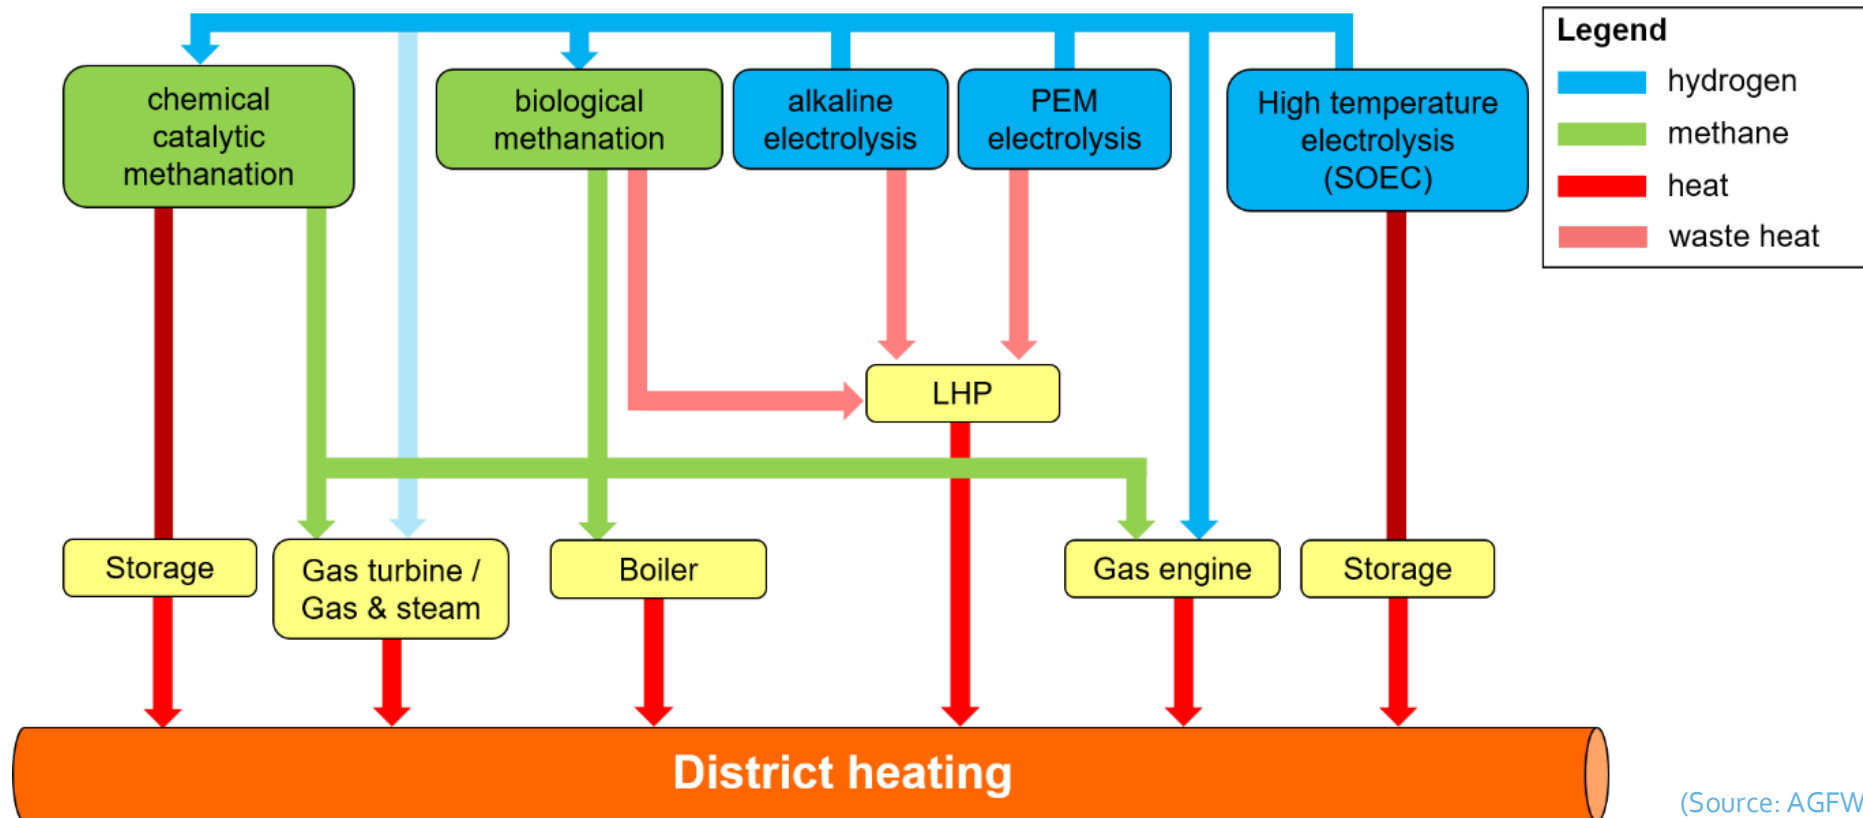 chemical
catalytic
methanation
biological
methanation
alkaline
electrolysis
PEM
electrolysis
High temperature
electrolysis
(SOEC)
Legend
hydrogen
methane
heat
waste heat
LHP
Storage
Gas turbine /
Gas & steam
Boiler
Gas engine
Storage
District heating
(Source: AGFW